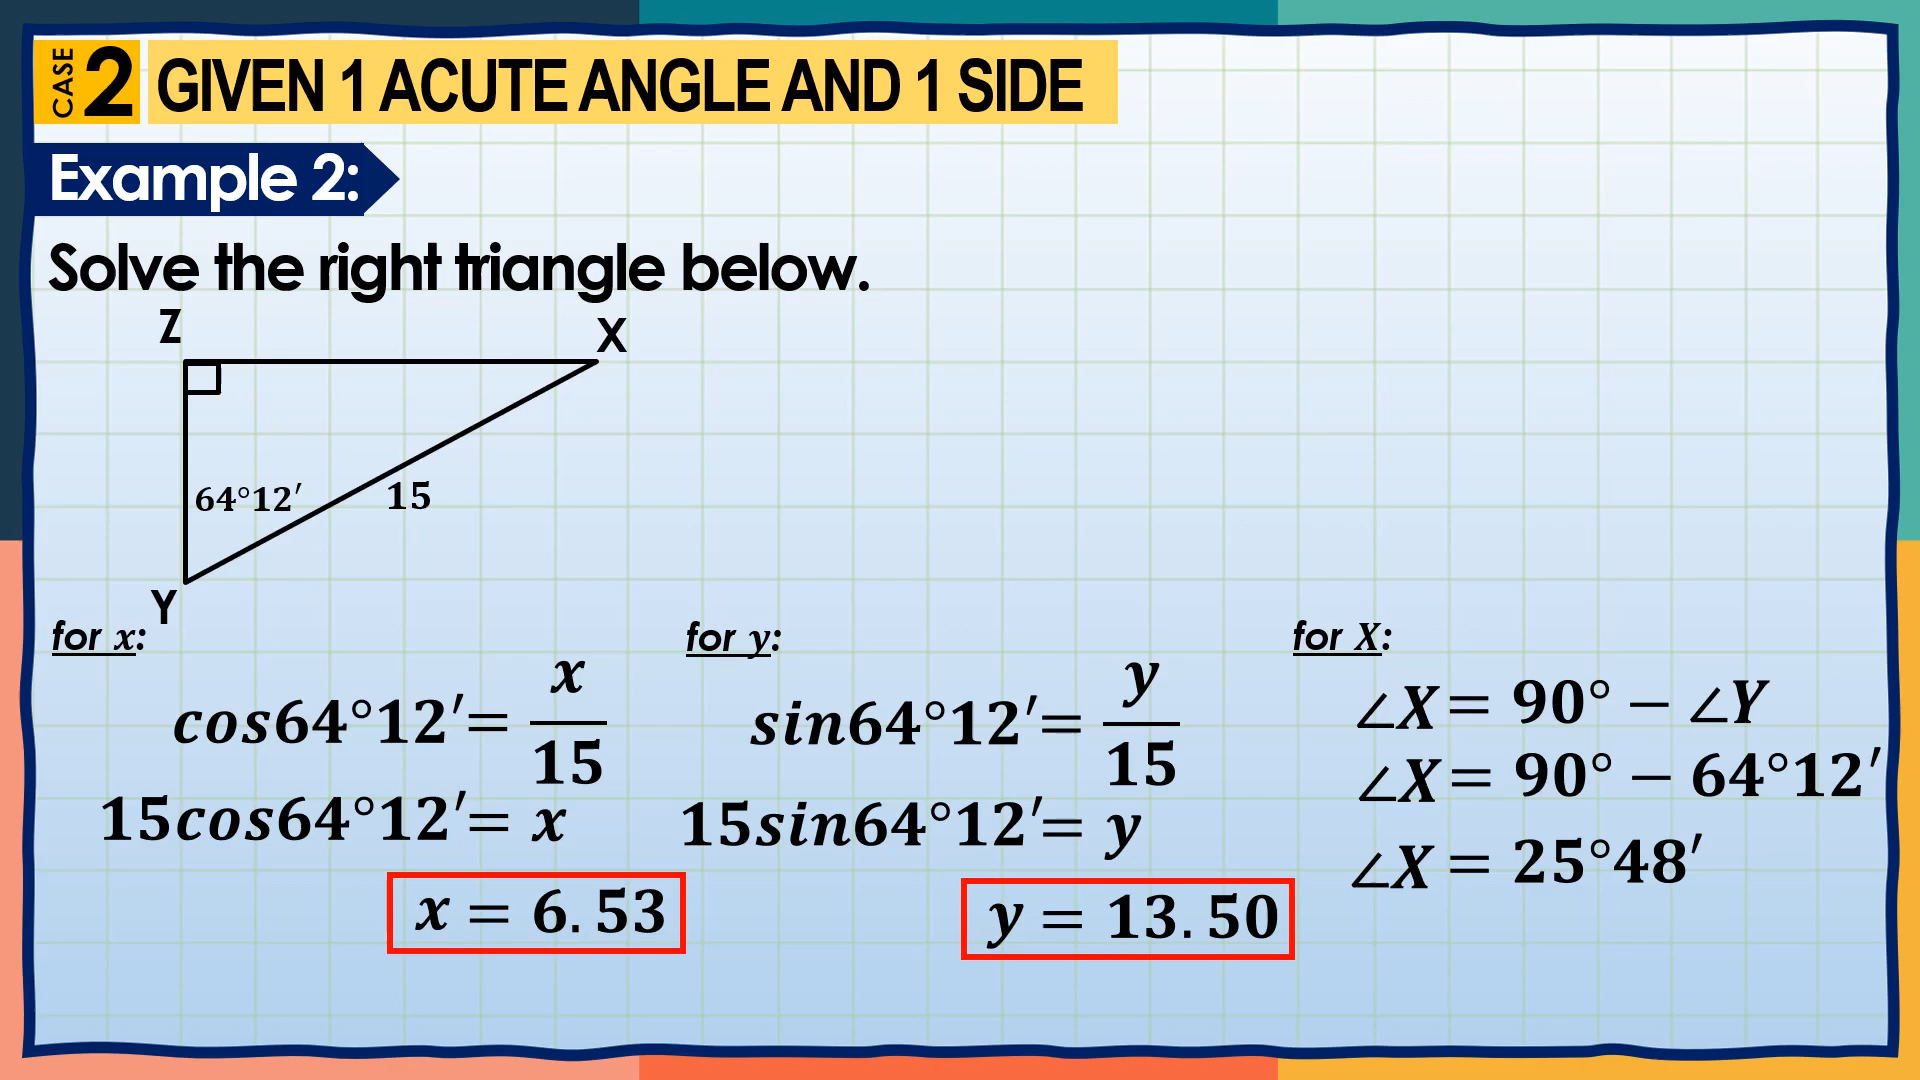 CASE 2 GIVEN 1 ACUTE ANGLE AND 1 SIDE
Example 2:
Solve the right triangle below.
Z
X
64°12′
15
Y
for x:
cos64°12′= x/15
15cos64°12′= x
x = 6.53
for y:
sin64°12′= y/15
15sin64°12′= y
y = 13.50
for X:
∠X = 90° − ∠Y
∠X = 90° − 64°12′
∠X = 25°48′